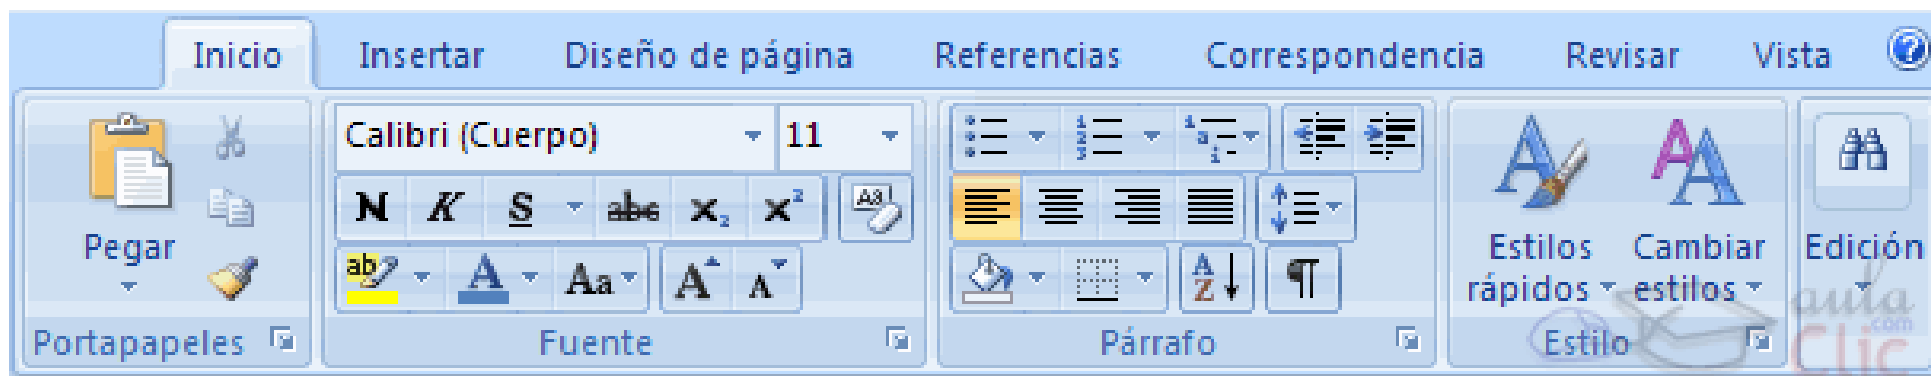 Inicio Insertar Diseño de página Referencias Correspondencia Revisar Vista
Calibri (Cuerpo) 11
N K S abc x₂ x²
Pegar
ab A Aa A A
A
Z
¶
Estilos rápidos
Cambiar estilos
Edición
Portapapeles Fuente Párrafo Estilo
aula
Clic
.com